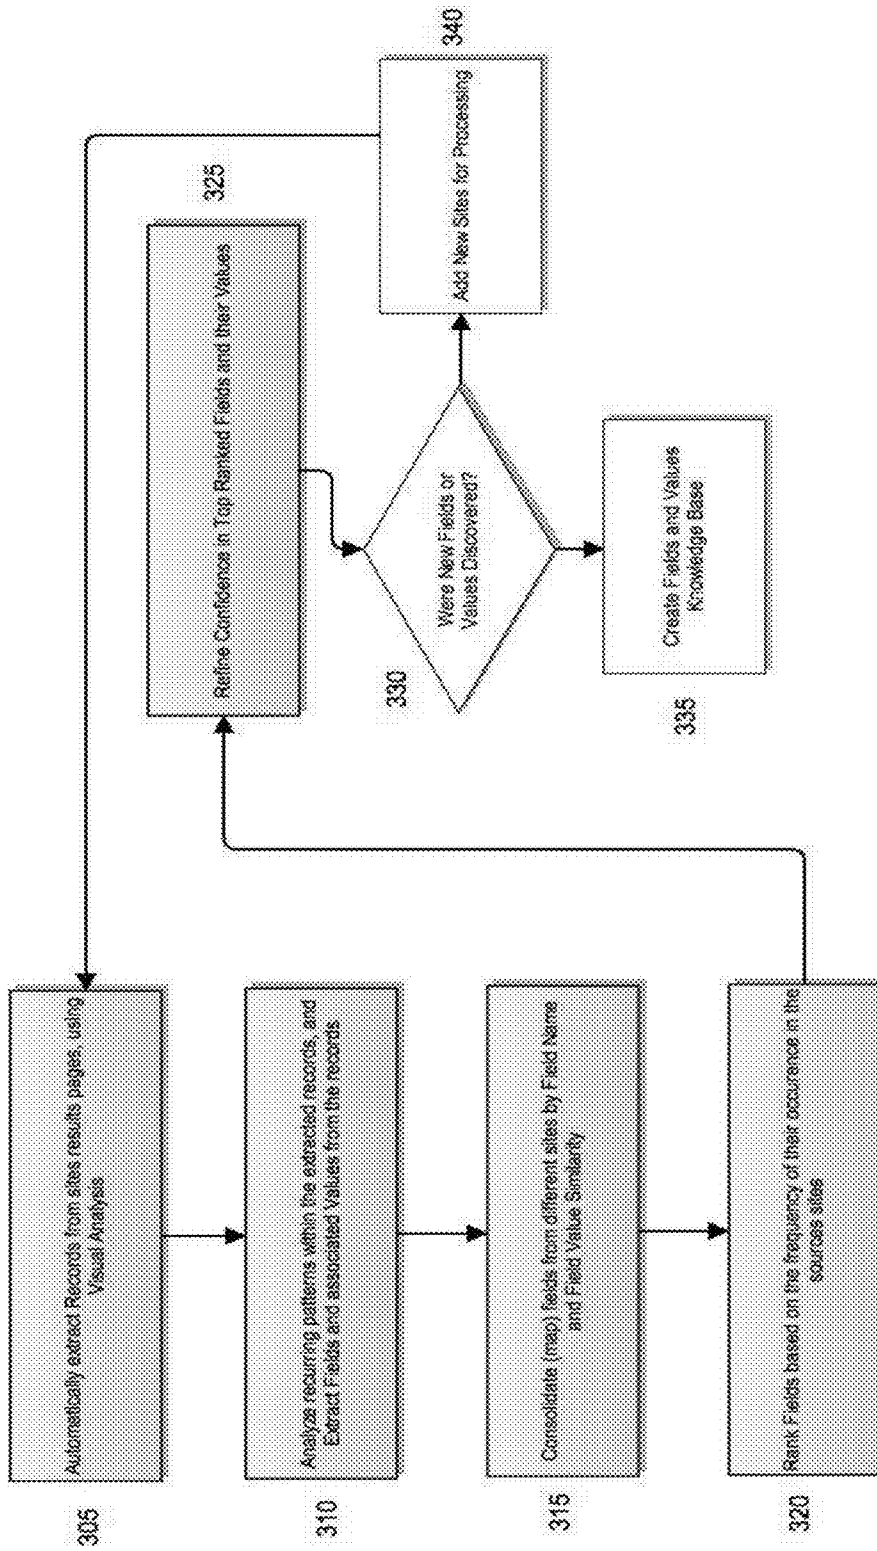 305
Automatically extract Records from sites results pages, using
Visual Analysis
310
Analyze recurring patterns within the extracted records, and
Extract Fields and associated Values from the records
315
Consolidate (map) fields from different sites by Field Name
and Field Value Similarity
320
Rank Fields based on the frequency of their occurence in the
sources sites
325
Refine Confidence in Top Ranked Fields and their Values
330
Were New Fields or
Values Discovered?
335
Create Fields and Values
Knowledge Base
340
Add New Sites for Processing